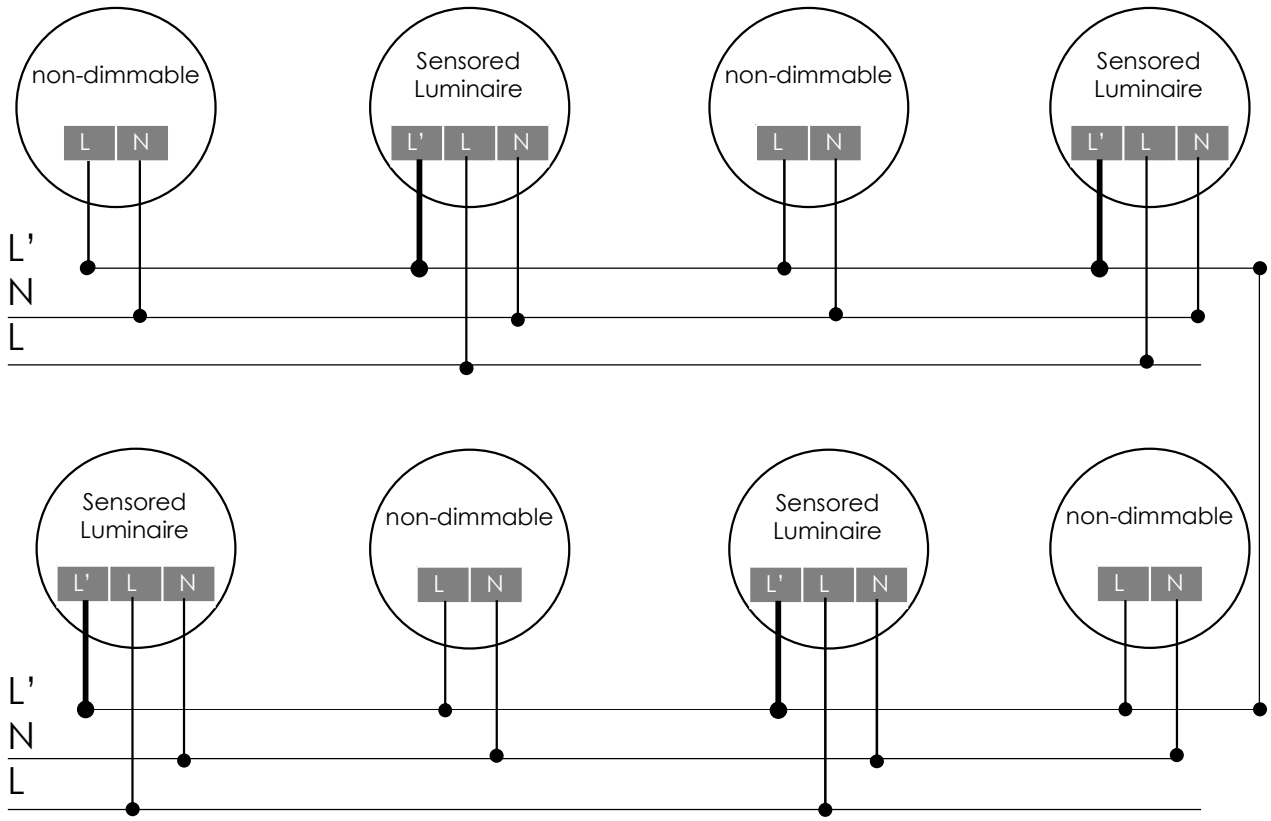 non-dimmable
L N
Sensored
Luminaire
L' L N
non-dimmable
L N
Sensored
Luminaire
L' L N
L'
N
L
Sensored
Luminaire
L' L N
non-dimmable
L N
Sensored
Luminaire
L' L N
non-dimmable
L N
L'
N
L